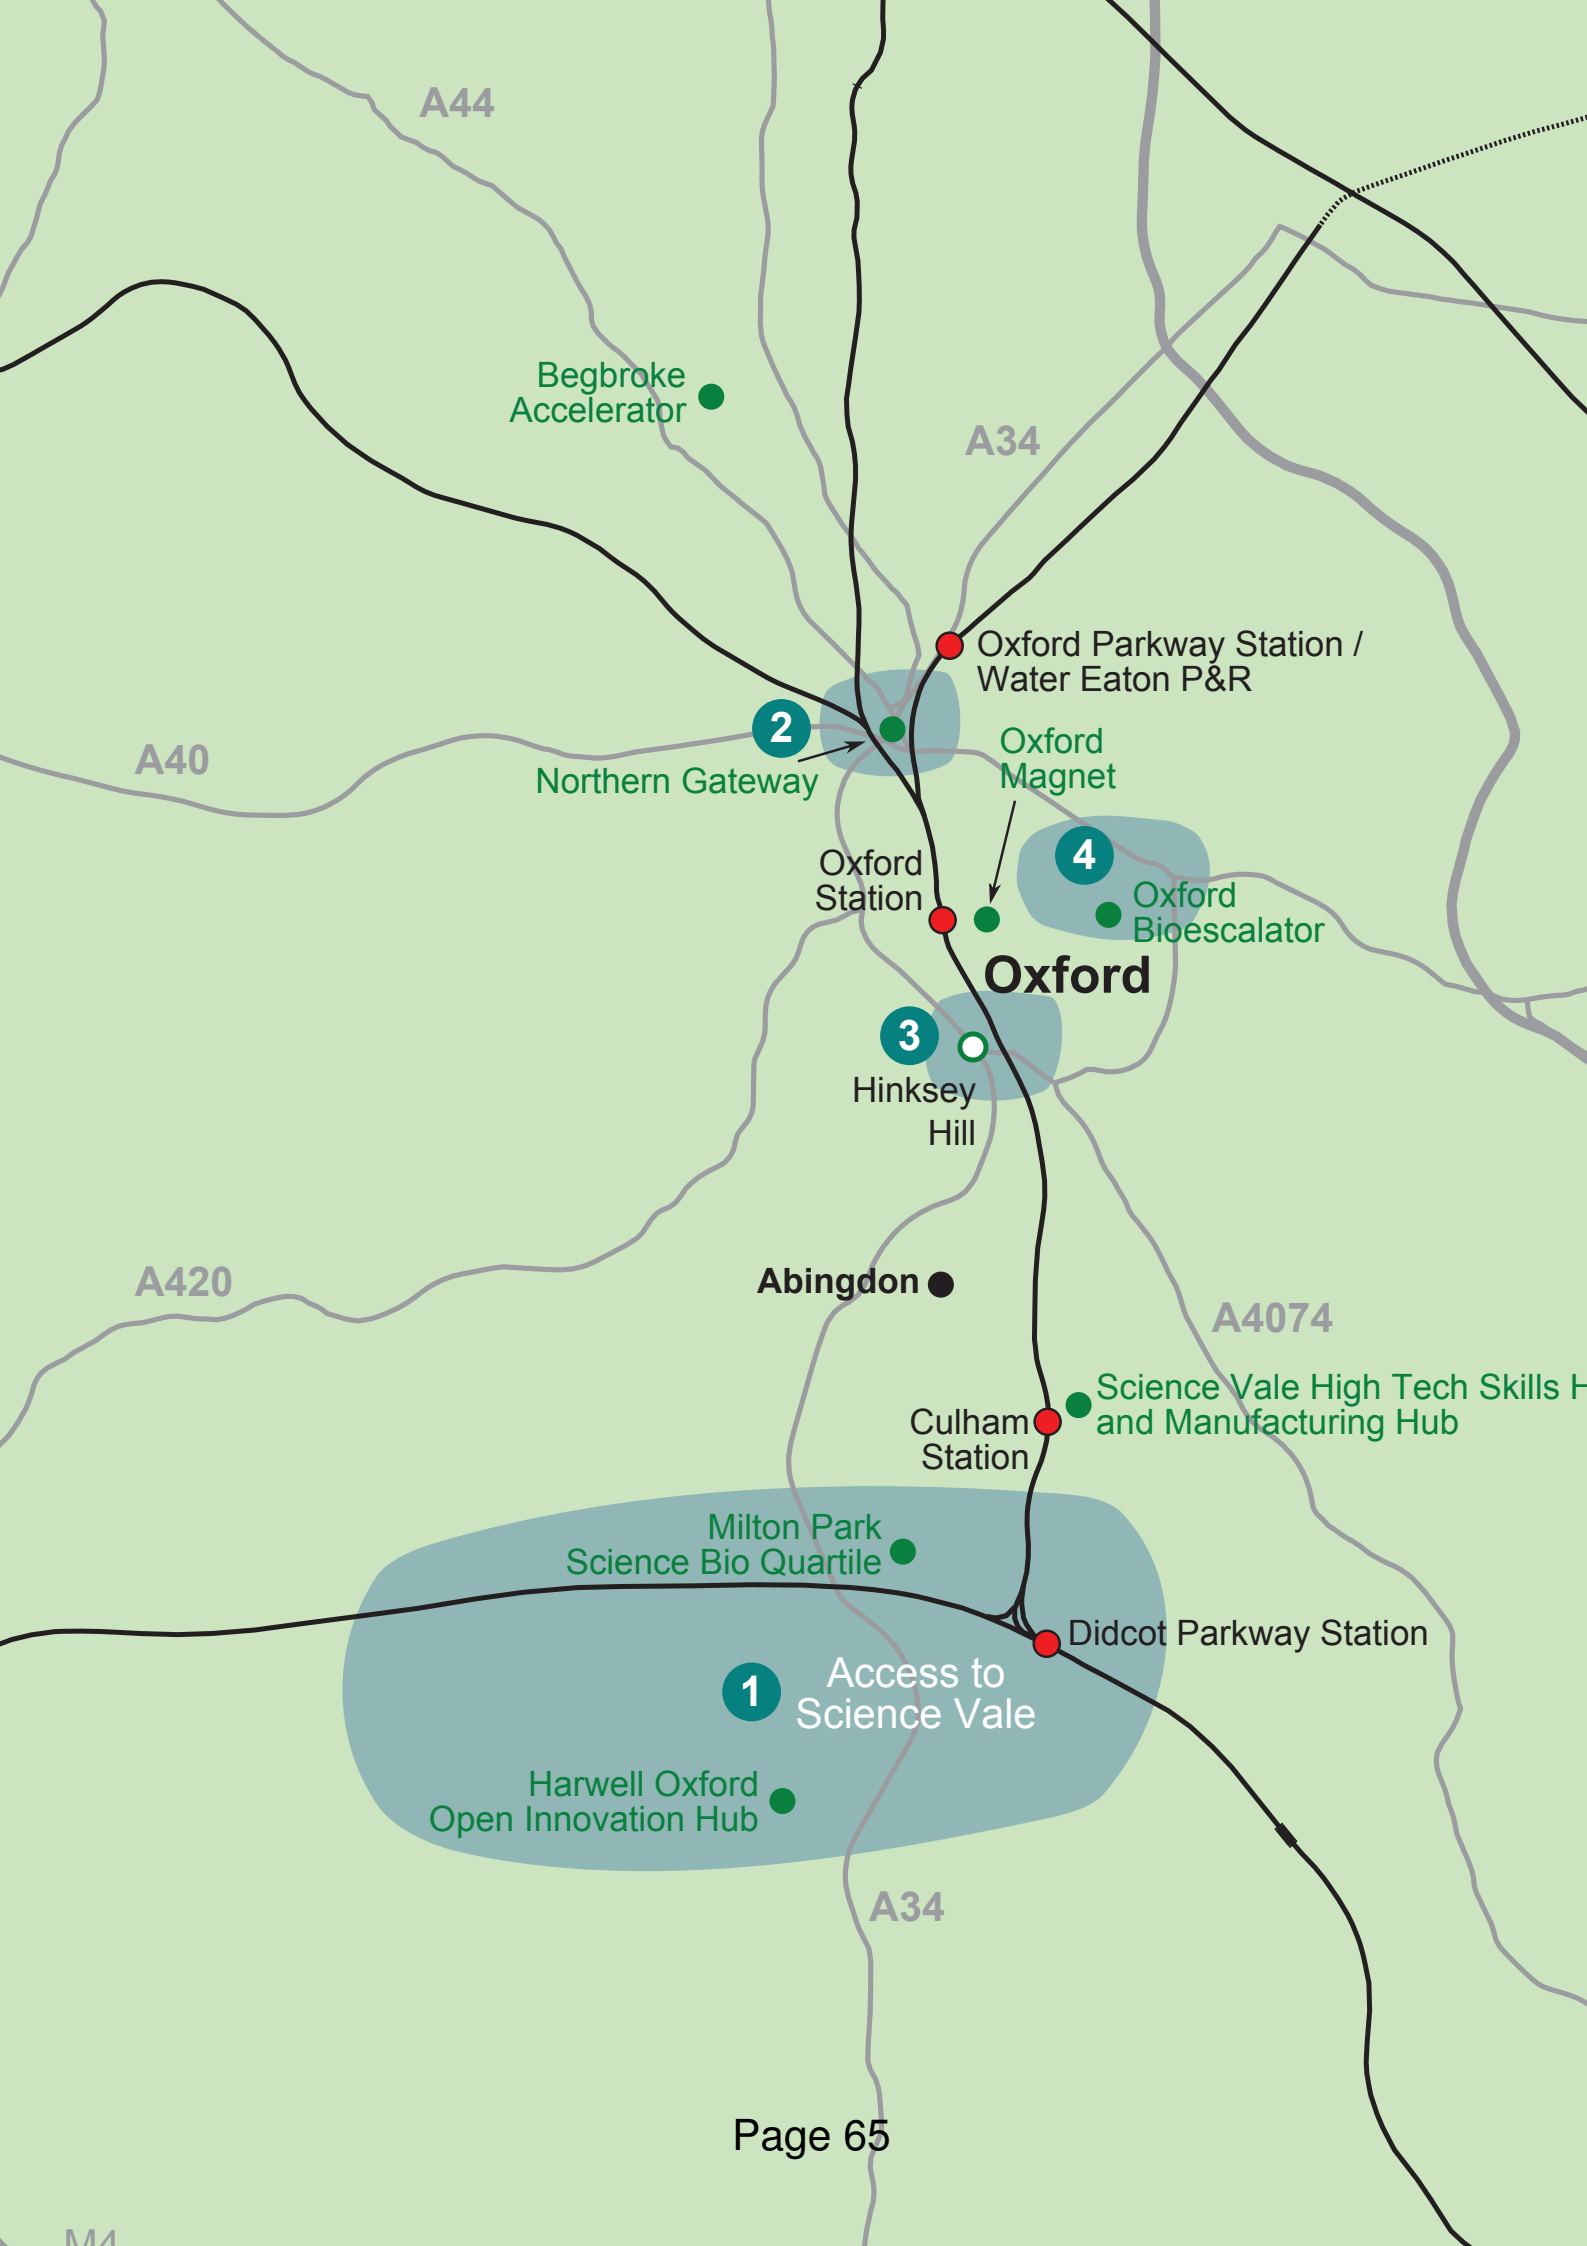 A44
Begbroke
Accelerator
A34
Oxford Parkway Station /
Water Eaton P&R
2
A40
Northern Gateway
Oxford
Magnet
4
Oxford
Station
Oxford
Bioescalator
Oxford
3
Hinksey
Hill
Abingdon
A420
A4074
Science Vale High Tech Skills H
and Manufacturing Hub
Culham
Station
Milton Park
Science Bio Quartile
Didcot Parkway Station
1
Access to
Science Vale
Harwell Oxford
Open Innovation Hub
A34
Page 65
M4